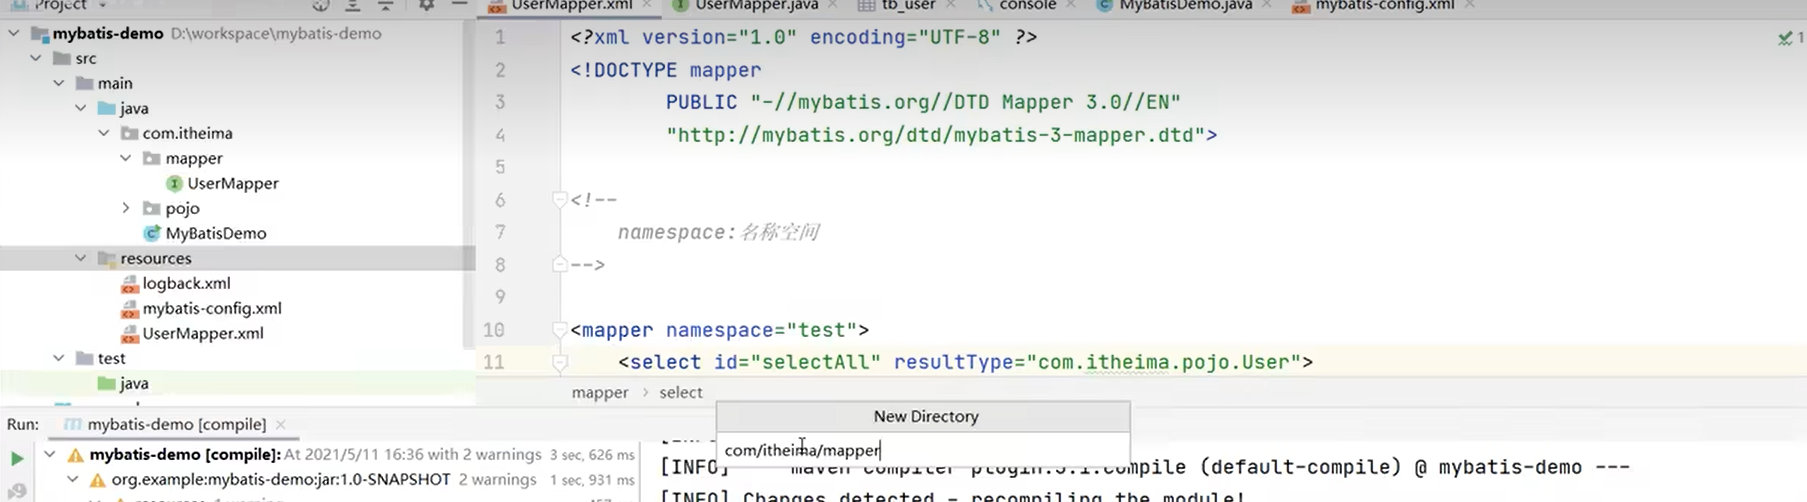 Project
mybatis-demo D:\workspace\mybatis-demo
src
main
java
com.itheima
mapper
UserMapper
pojo
MyBatisDemo
resources
logback.xml
mybatis-config.xml
UserMapper.xml
test
java
UserMapper.xml UserMapper.java tb_user console MyBatisDemo.java mybatis-config.xml
1 <?xml version="1.0" encoding="UTF-8" ?>
2 <!DOCTYPE mapper
3 PUBLIC "-//mybatis.org//DTD Mapper 3.0//EN"
4 "http://mybatis.org/dtd/mybatis-3-mapper.dtd">
5
6 <!--
7 namespace:名称空间
8 -->
9
10 <mapper namespace="test">
11 <select id="selectAll" resultType="com.itheima.pojo.User">
1
mapper > select
New Directory
com/itheima/mapper
Run: mybatis-demo [compile]
mybatis-demo [compile]: At 2021/5/11 16:36 with 2 warnings 3 sec, 626 ms
org.example:mybatis-demo:jar:1.0-SNAPSHOT 2 warnings 1 sec, 931 ms
[INFO] (default-compile) @ mybatis-demo ---
[INFO] Changes detected - recompiling the module!